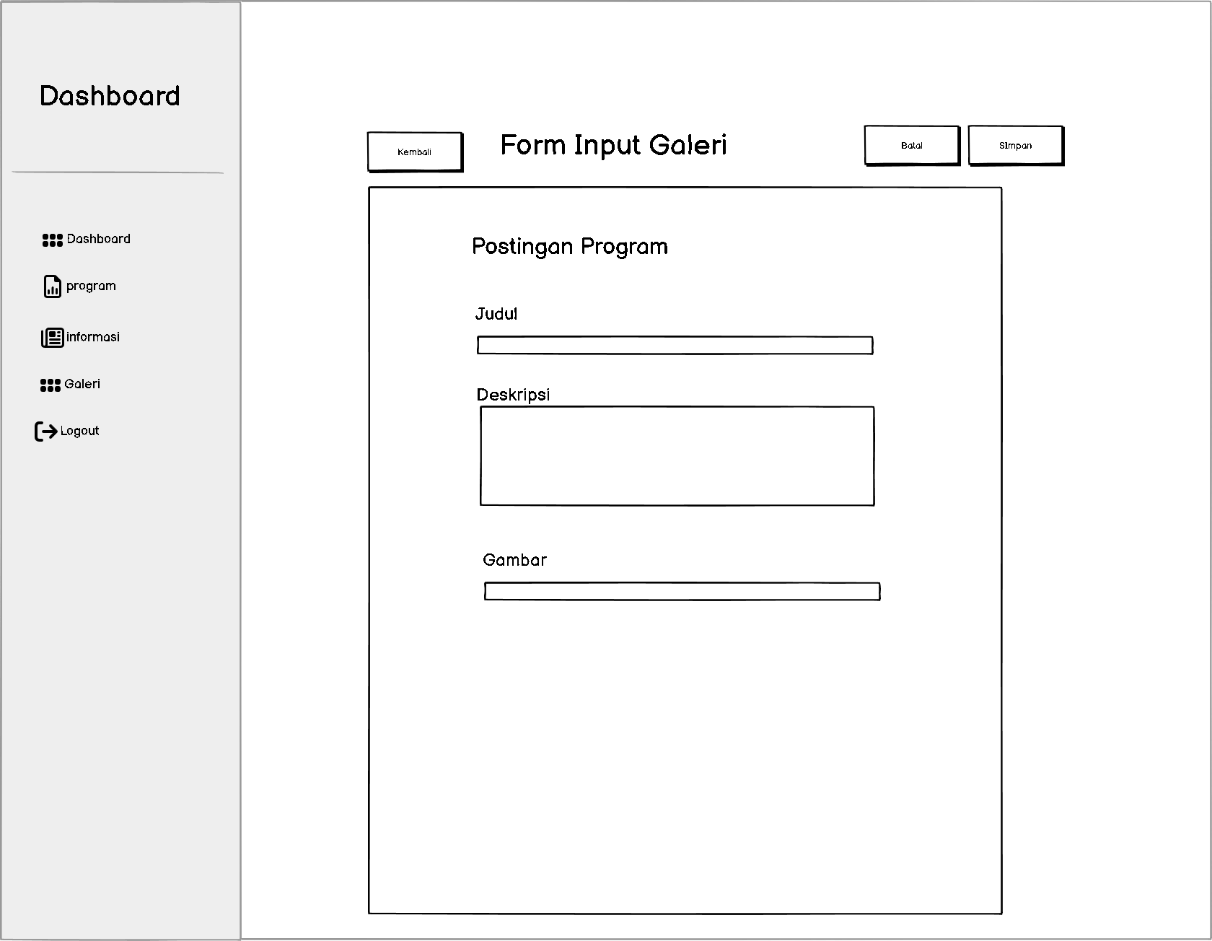 Dashboard
Dashboard
program
informasi
Galeri
Logout
Kembali
Form Input Galeri
Batal
SImpan
Postingan Program
Judul
Deskripsi
Gambar